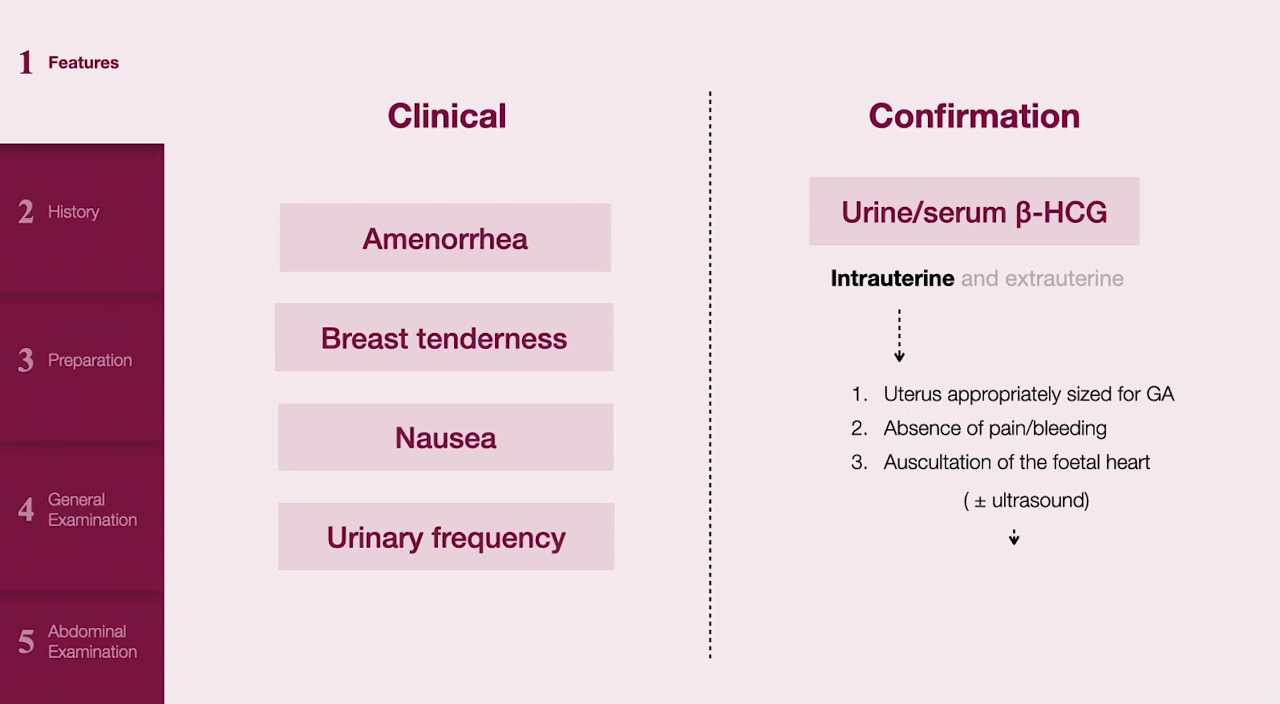 1 Features
2 History
3 Preparation
4 General
Examination
5 Abdominal
Examination
Clinical
Amenorrhea
Breast tenderness
Nausea
Urinary frequency
Confirmation
Urine/serum β-HCG
Intrauterine and extrauterine
1. Uterus appropriately sized for GA
2. Absence of pain/bleeding
3. Auscultation of the foetal heart
( ± ultrasound)